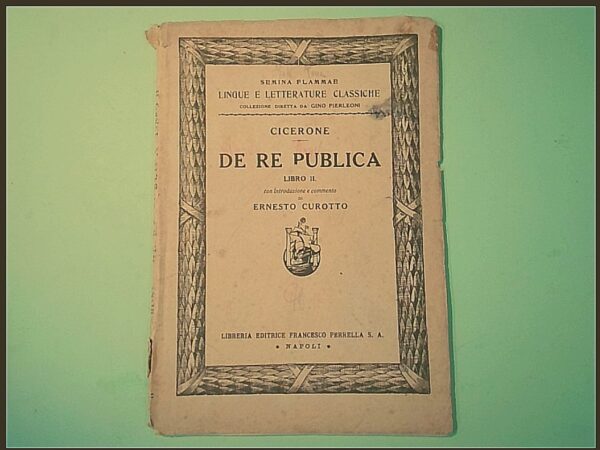 SEMINA FLAMMAE
LINGUE E LETTERATURE CLASSICHE
COLLEZIONE DIRETTA DA GINO PIERLEONI
CICERONE
DE RE PUBLICA
LIBRO II.
con Introduzione e commento
DI
ERNESTO CUROTTO
LIBRERIA EDITRICE FRANCESCO PERRELLA S. A.
• NAPOLI •